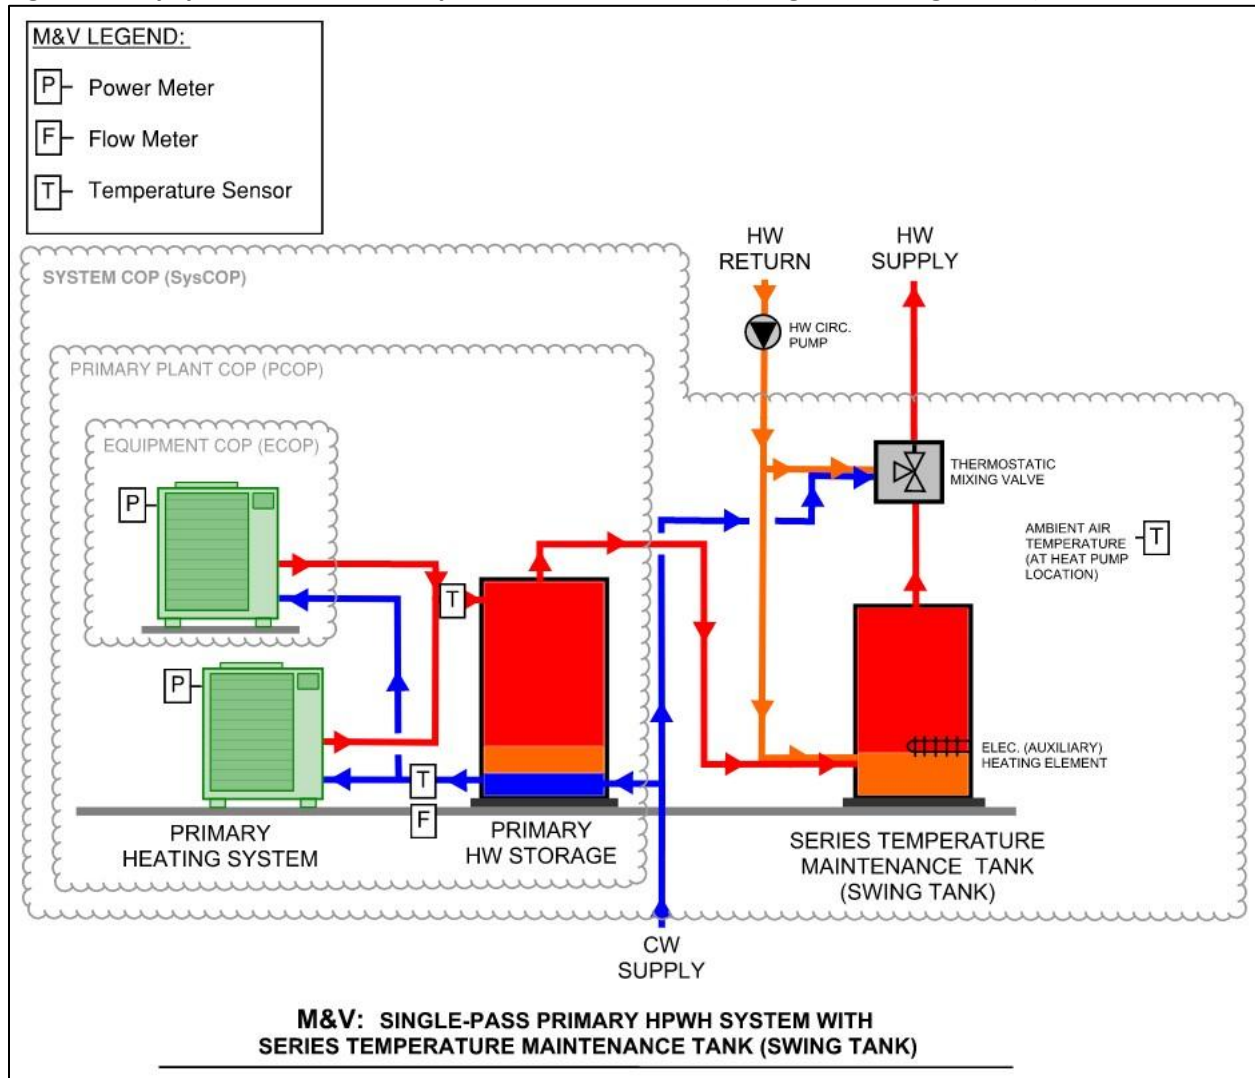 M&V LEGEND:
P Power Meter
F Flow Meter
T Temperature Sensor
HW
RETURN
HW
SUPPLY
SYSTEM COP (SysCOP)
HW CIRC.
PUMP
PRIMARY PLANT COP (PCOP)
EQUIPMENT COP (ECOP)
P
THERMOSTATIC
MIXING VALVE
AMBIENT AIR
TEMPERATURE
(AT HEAT PUMP
LOCATION)
T
T
P
ELEC. (AUXILIARY)
HEATING ELEMENT
T
F
PRIMARY
HEATING SYSTEM
PRIMARY
HW STORAGE
SERIES TEMPERATURE
MAINTENANCE TANK
(SWING TANK)
CW
SUPPLY
M&V: SINGLE-PASS PRIMARY HPWH SYSTEM WITH
SERIES TEMPERATURE MAINTENANCE TANK (SWING TANK)